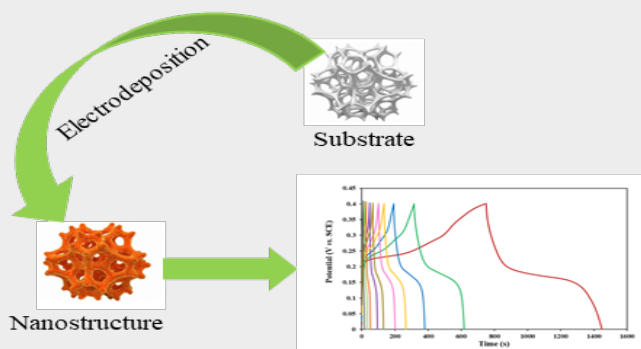 Electrodeposition
Substrate
Nanostructure
Potential (V vs. SCE)
0.45
0.4
0.35
0.3
0.25
0.2
0.15
0.1
0.05
0
0 200 400 600 800 1000 1200 1400 1600
Time (s)